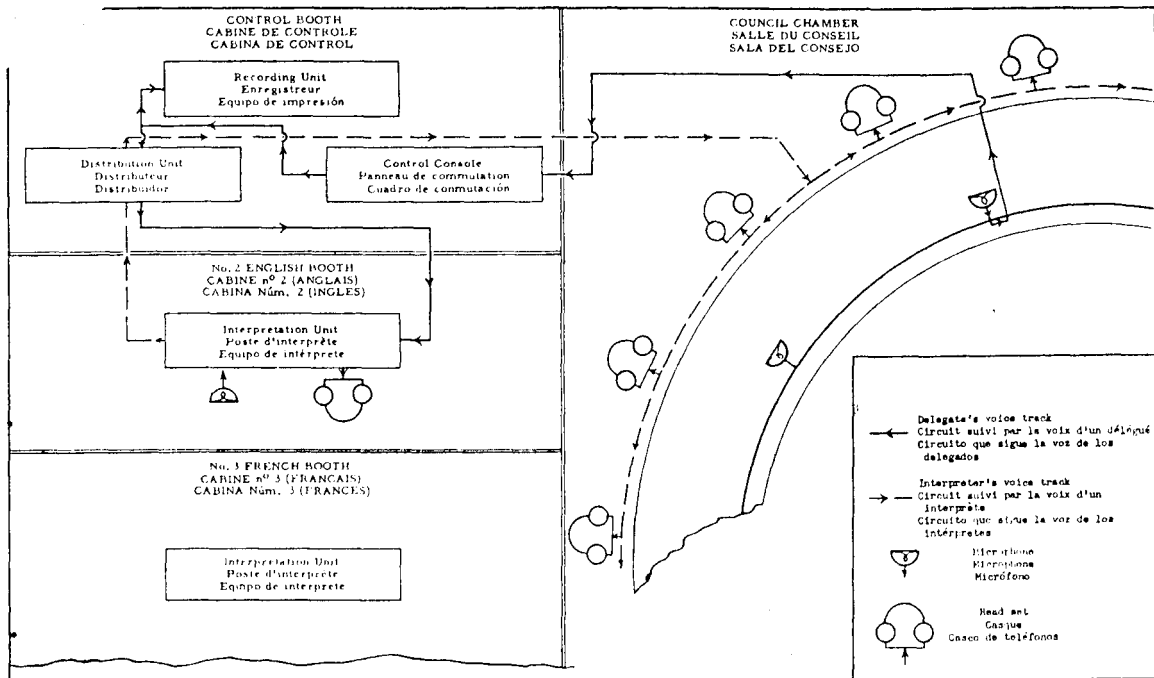 CONTROL BOOTH
CABINE DE CONTROLE
CABINA DE CONTROL
Recording Unit
Enregistreur
Equipo de impresión
Distribution Unit
Distributeur
Distribuidor
Control Console
Panneau de commutation
Cuadro de conmutación
No. 2 ENGLISH BOOTH
CABINE nº 2 (ANGLAIS)
CABINA Núm. 2 (INGLES)
Interpretation Unit
Poste d'interprête
Equipo de intérprete
No. 3 FRENCH BOOTH
CABINE nº 3 (FRANCAIS)
CABINA Núm. 3 (FRANCES)
Interpretation Unit
Poste d'interprête
Equipo de interprete
COUNCIL CHAMBER
SALLE DU CONSEIL
SALA DEL CONSEJO
Delegate's voice track
Circuit suivi par la voix d'un délégué
Circuito que sigue la voz de los
delegados
Interpreter's voice track
Circuit suivi par la voix d'un
interprète
Circuito que sigue la voz de los
intérpretes
Microphone
Microphone
Micrófono
Head set
Casque
Casco de teléfonos